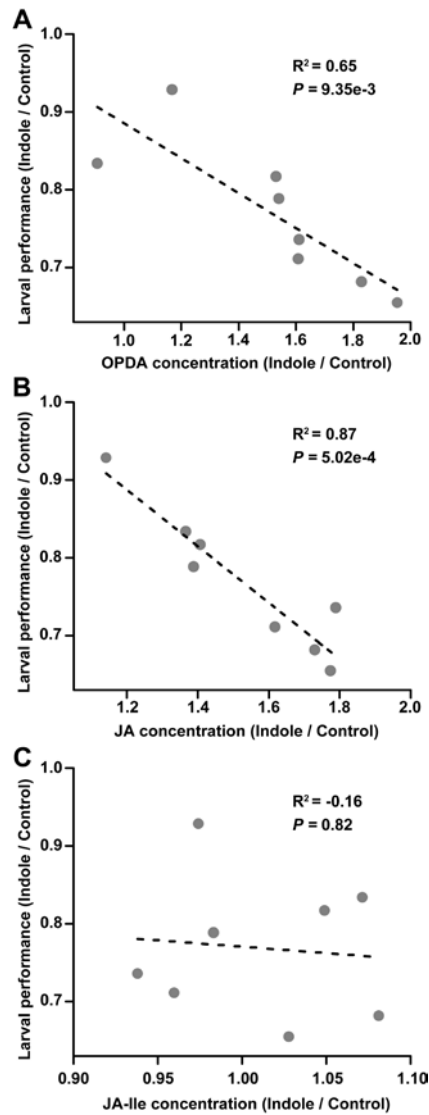 A
Larval performance (Indole / Control)
1.0
0.9
0.8
0.7
R² = 0.65
P = 9.35e-3
1.0 1.2 1.4 1.6 1.8 2.0
OPDA concentration (Indole / Control)
B
Larval performance (Indole / Control)
1.0
0.9
0.8
0.7
R² = 0.87
P = 5.02e-4
1.2 1.4 1.6 1.8 2.0
JA concentration (Indole / Control)
C
Larval performance (Indole / Control)
1.0
0.9
0.8
0.7
R² = -0.16
P = 0.82
0.90 0.95 1.00 1.05 1.10
JA-Ile concentration (Indole / Control)